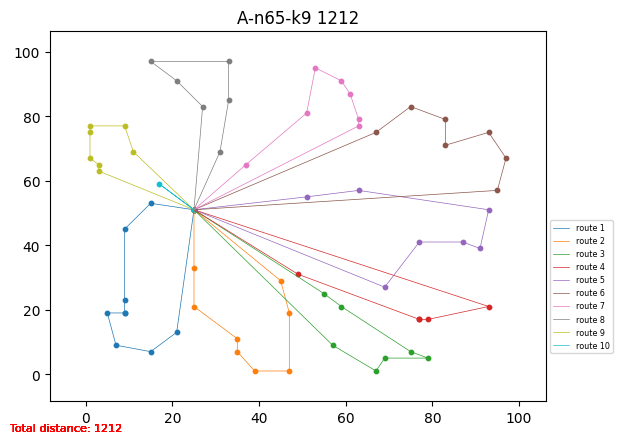 A-n65-k9 1212
100
80
60
40
20
0
0 20 40 60 80 100
route 1
route 2
route 3
route 4
route 5
route 6
route 7
route 8
route 9
route 10
Total distance: 1212